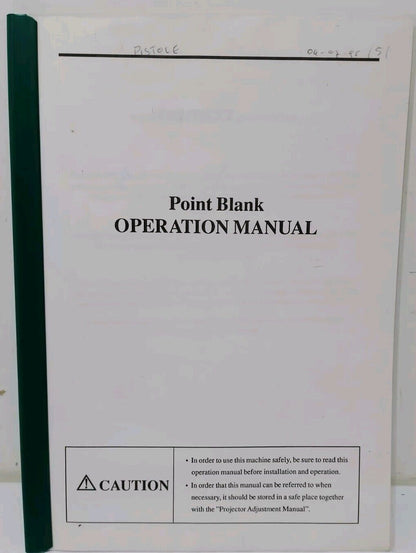 PISTOLE
Point Blank
OPERATION MANUAL
CAUTION
• In order to use this machine safely, be sure to read this
operation manual before installation and operation.
• In order that this manual can be referred to when
necessary, it should be stored in a safe place together
with the "Projector Adjustment Manual".